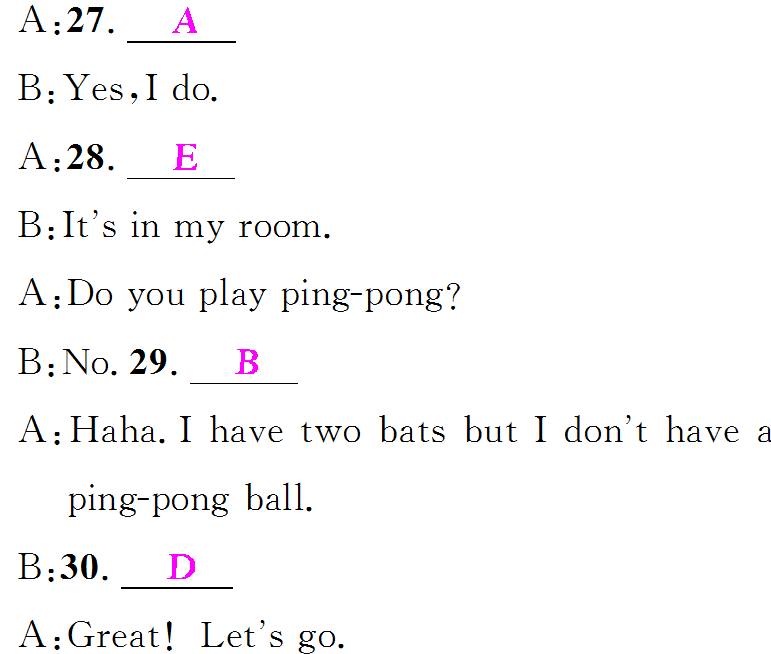 A:27. A
B:Yes,I do.
A:28. E
B:It's in my room.
A:Do you play ping-pong?
B:No. 29. B
A:Haha. I have two bats but I don't have a
ping-pong ball.
B:30. D
A:Great! Let's go.